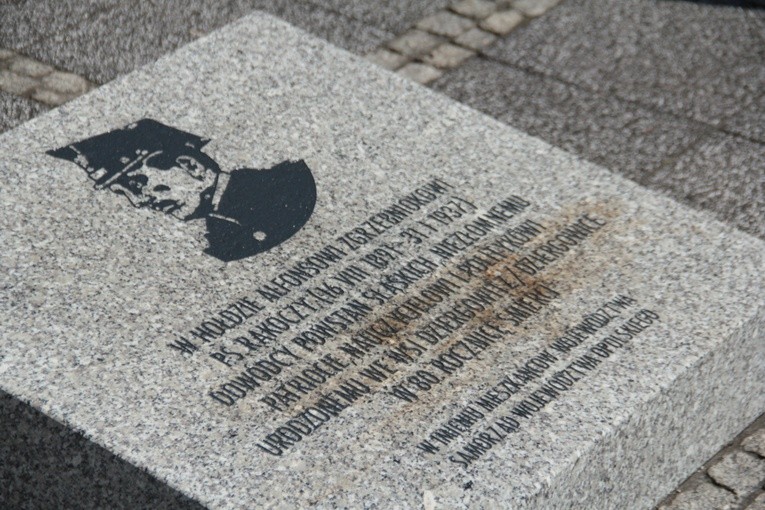 W HOŁDZIE ALFONSOWI ZGRZEBNIOKOWI
PS. RAKOCZY (16 VIII 1891 - 31 I 1937)
DOWÓDCY POWSTAŃ ŚLĄSKICH, NIEZŁOMNEMU
PATRIOCIE, NAUCZYCIELOWI I POLITYKOWI
URODZONEMU WE WSI DZIERGOWICE / DZIERGOWICE
W 80. ROCZNICĘ ŚMIERCI
W IMIENIU MIESZKAŃCÓW WOJEWÓDZTWA
SAMORZĄD WOJEWÓDZTWA OPOLSKIEGO